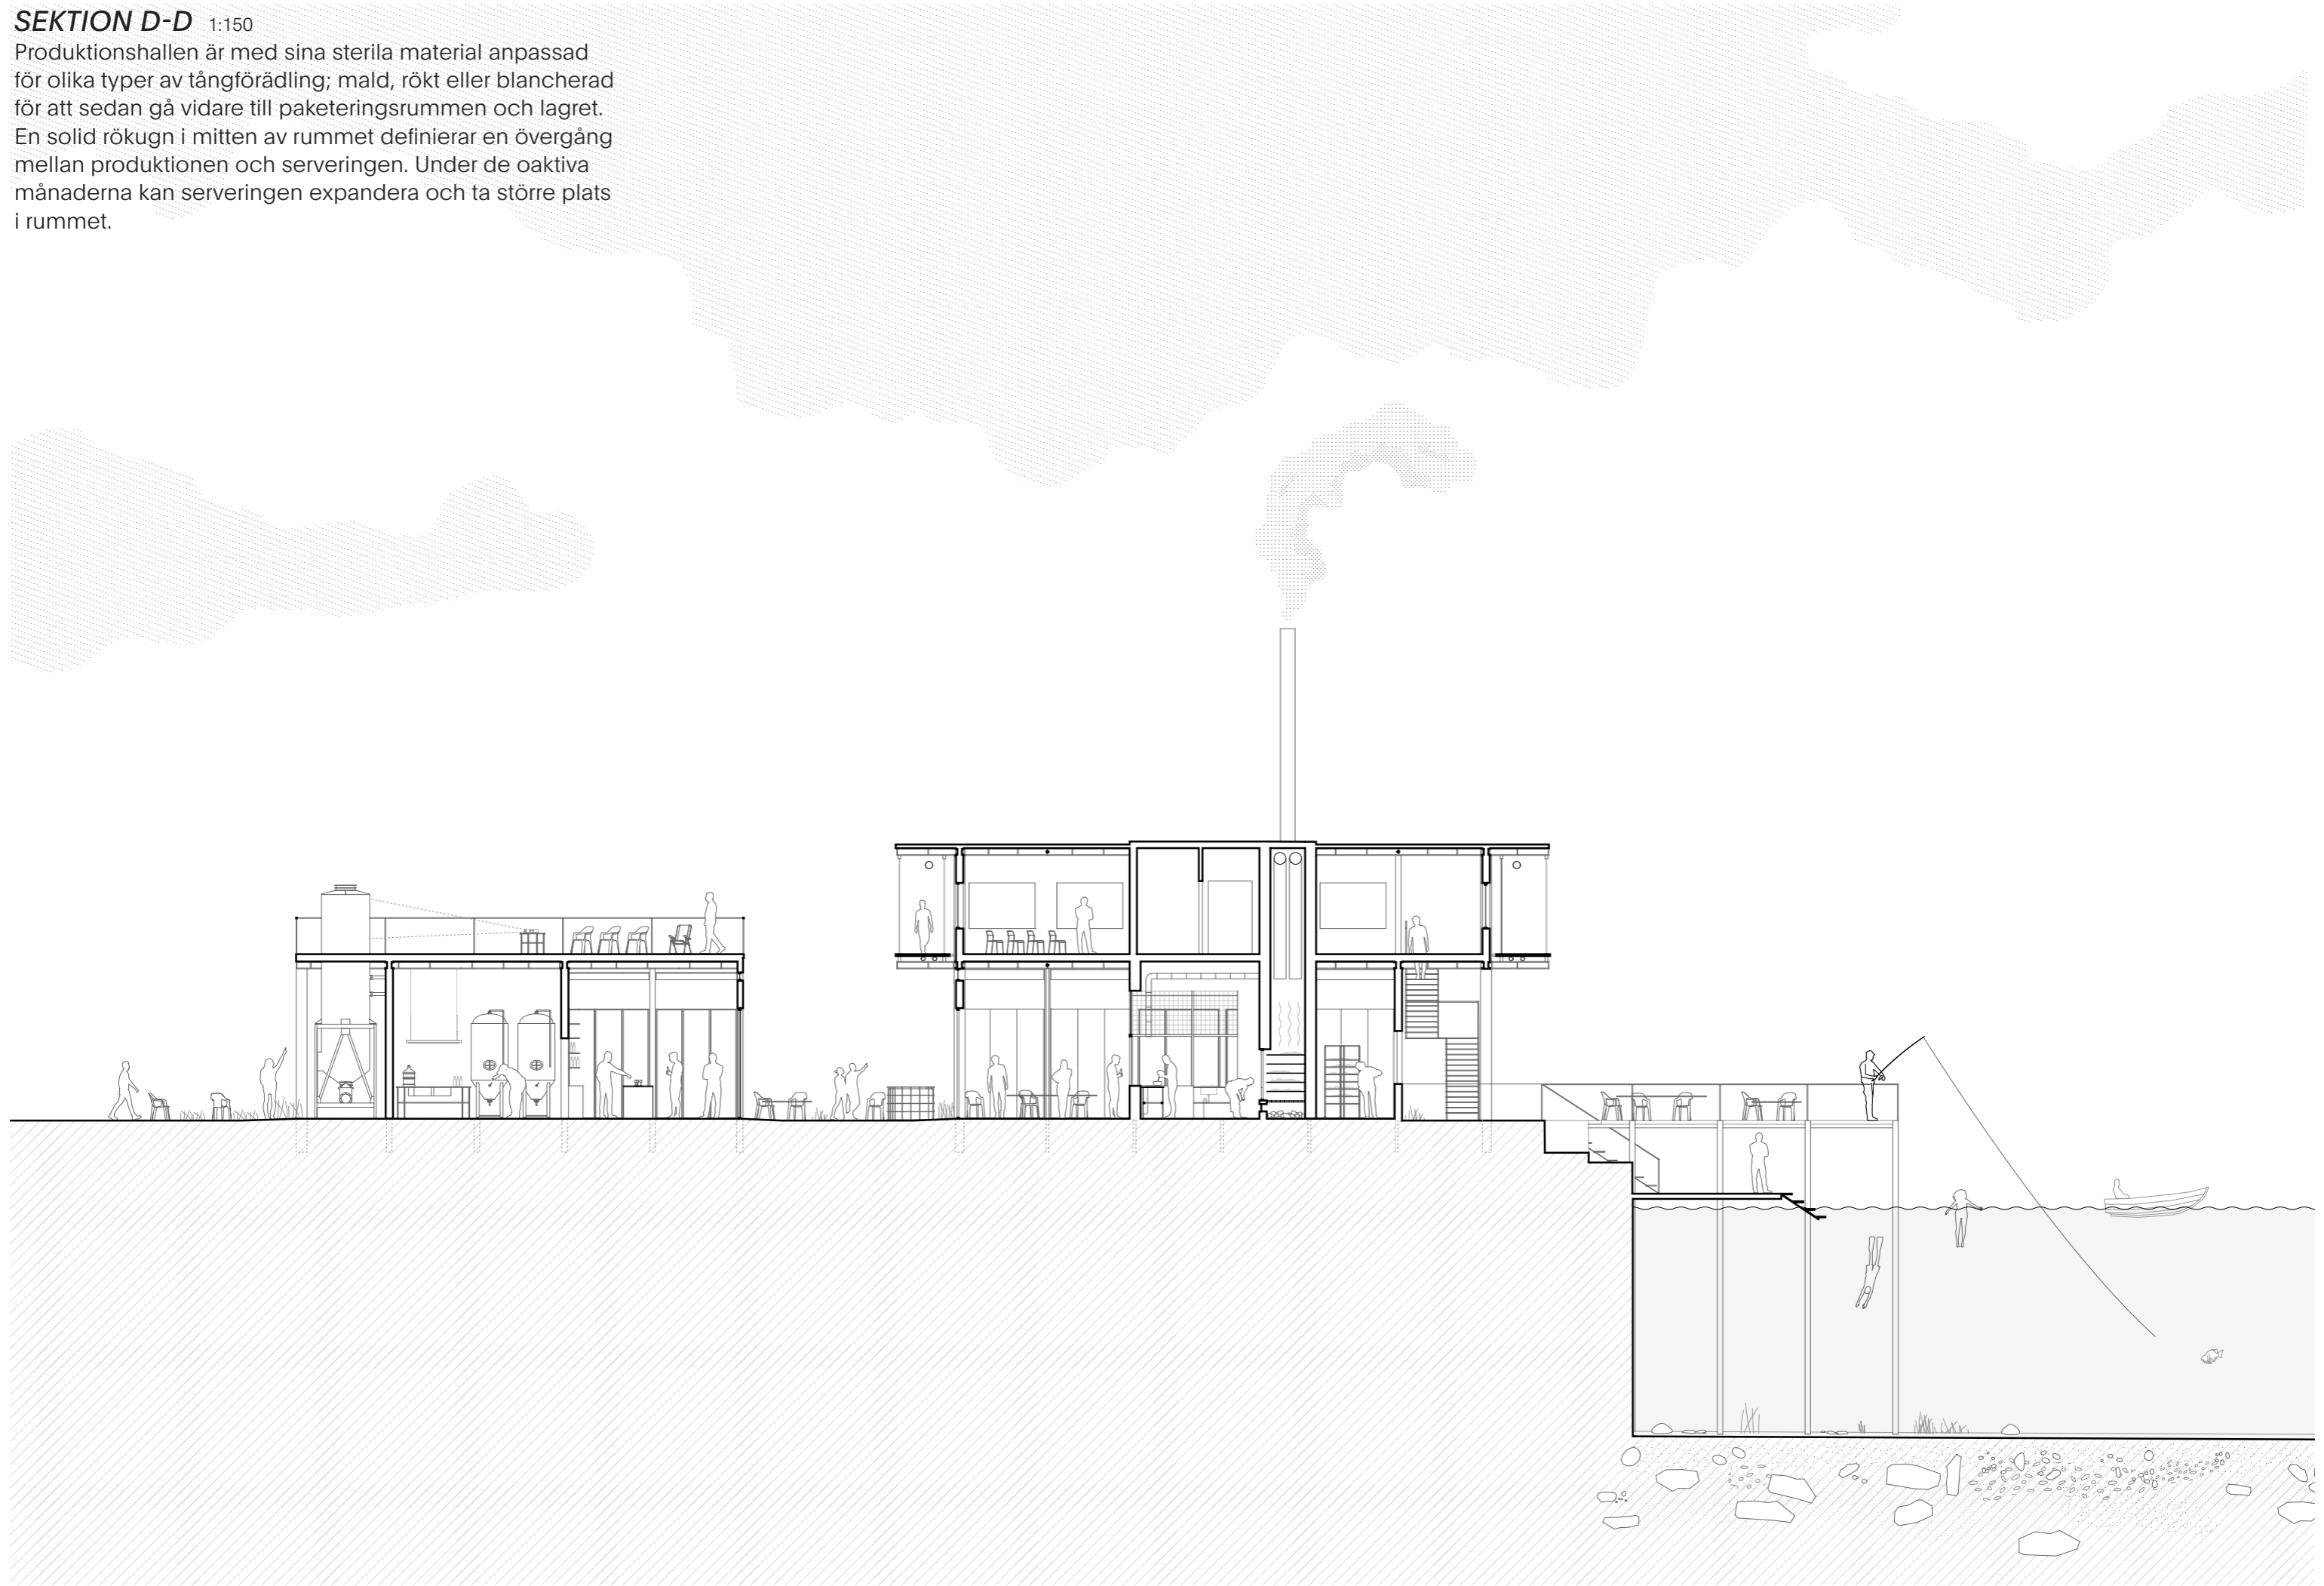 SEKTION D-D 1:150
Produktionshallen är med sina sterila material anpassad
för olika typer av tångförädling; mald, rökt eller blancherad
för att sedan gå vidare till paketeringsrummen och lagret.
En solid rökugn i mitten av rummet definierar en övergång
mellan produktionen och serveringen. Under de oaktiva
månaderna kan serveringen expandera och ta större plats
i rummet.